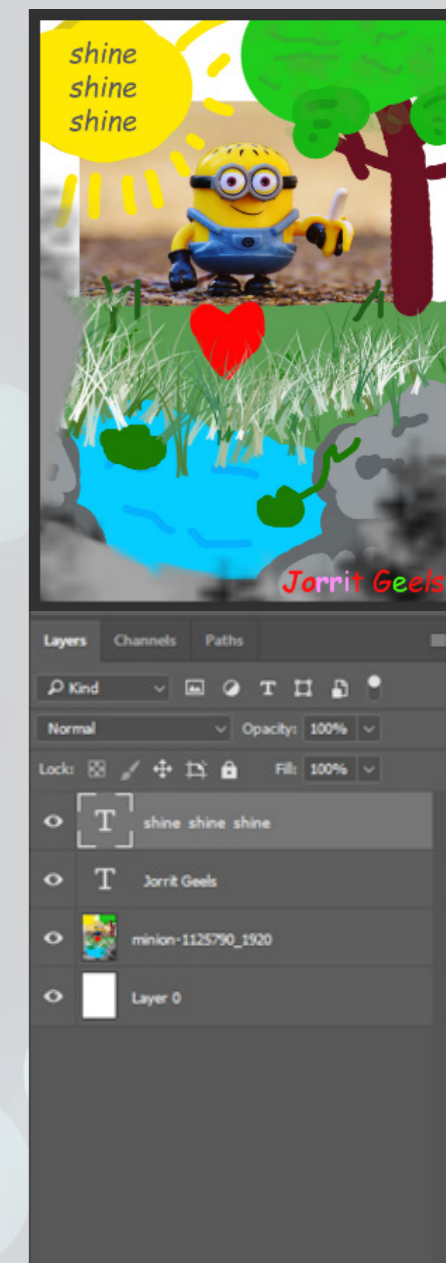 shine
shine
shine
Jorrit Geels
Layers Channels Paths
Kind T
Normal Opacity: 100%
Lock: Fill: 100%
T shine shine shine
T Jorrit Geels
minion-1125790_1920
Layer 0